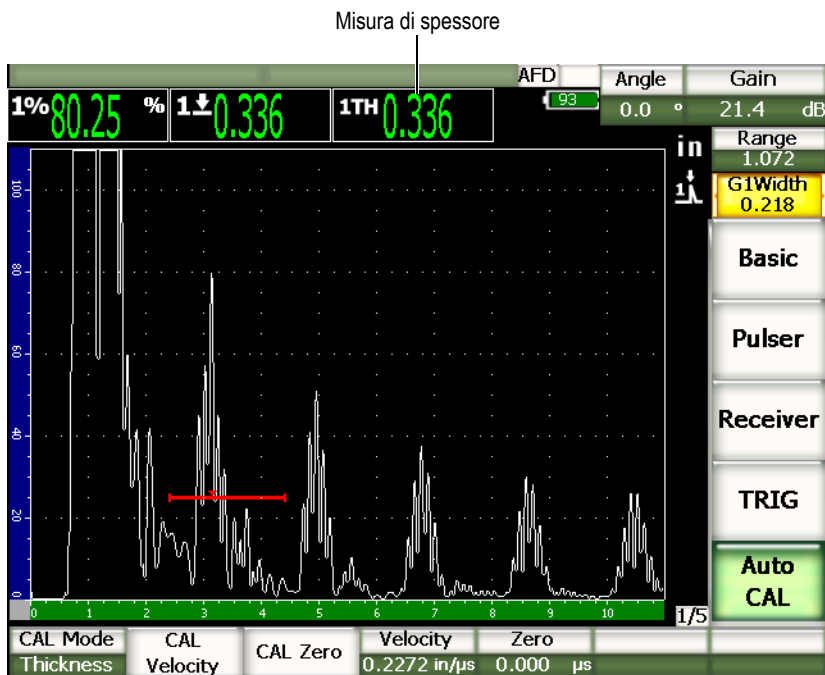 Misura di spessore
AFD
Angle
Gain
1% 80.25 %
1 0.336
1TH 0.336
93
0.0 °
21.4 dB
in
Range
1.072
1
G1Width
0.218
100
80
60
40
20
0
Basic
Pulser
Receiver
TRIG
Auto
CAL
0 1 2 3 4 5 6 7 8 9 10
1/5
CAL Mode
Thickness
CAL
Velocity
CAL Zero
Velocity
0.2272 in/µs
Zero
0.000 µs